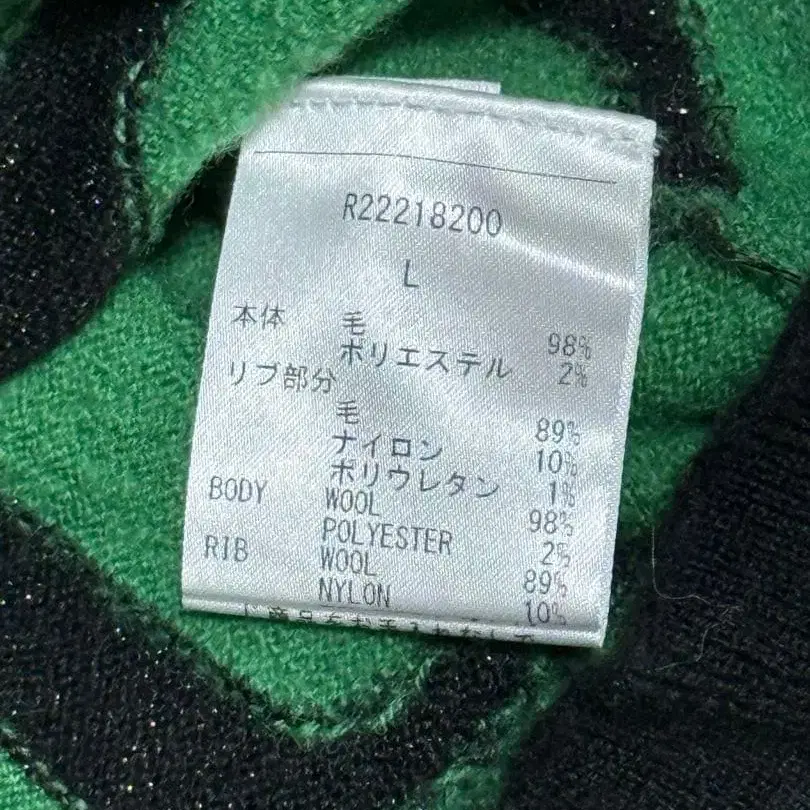 R22218200
L
本体 毛 98%
ポリエステル 2%
リブ部分
毛 89%
ナイロン 10%
ポリウレタン 1%
BODY WOOL 98%
POLYESTER 2%
RIB WOOL 89%
NYLON 10%